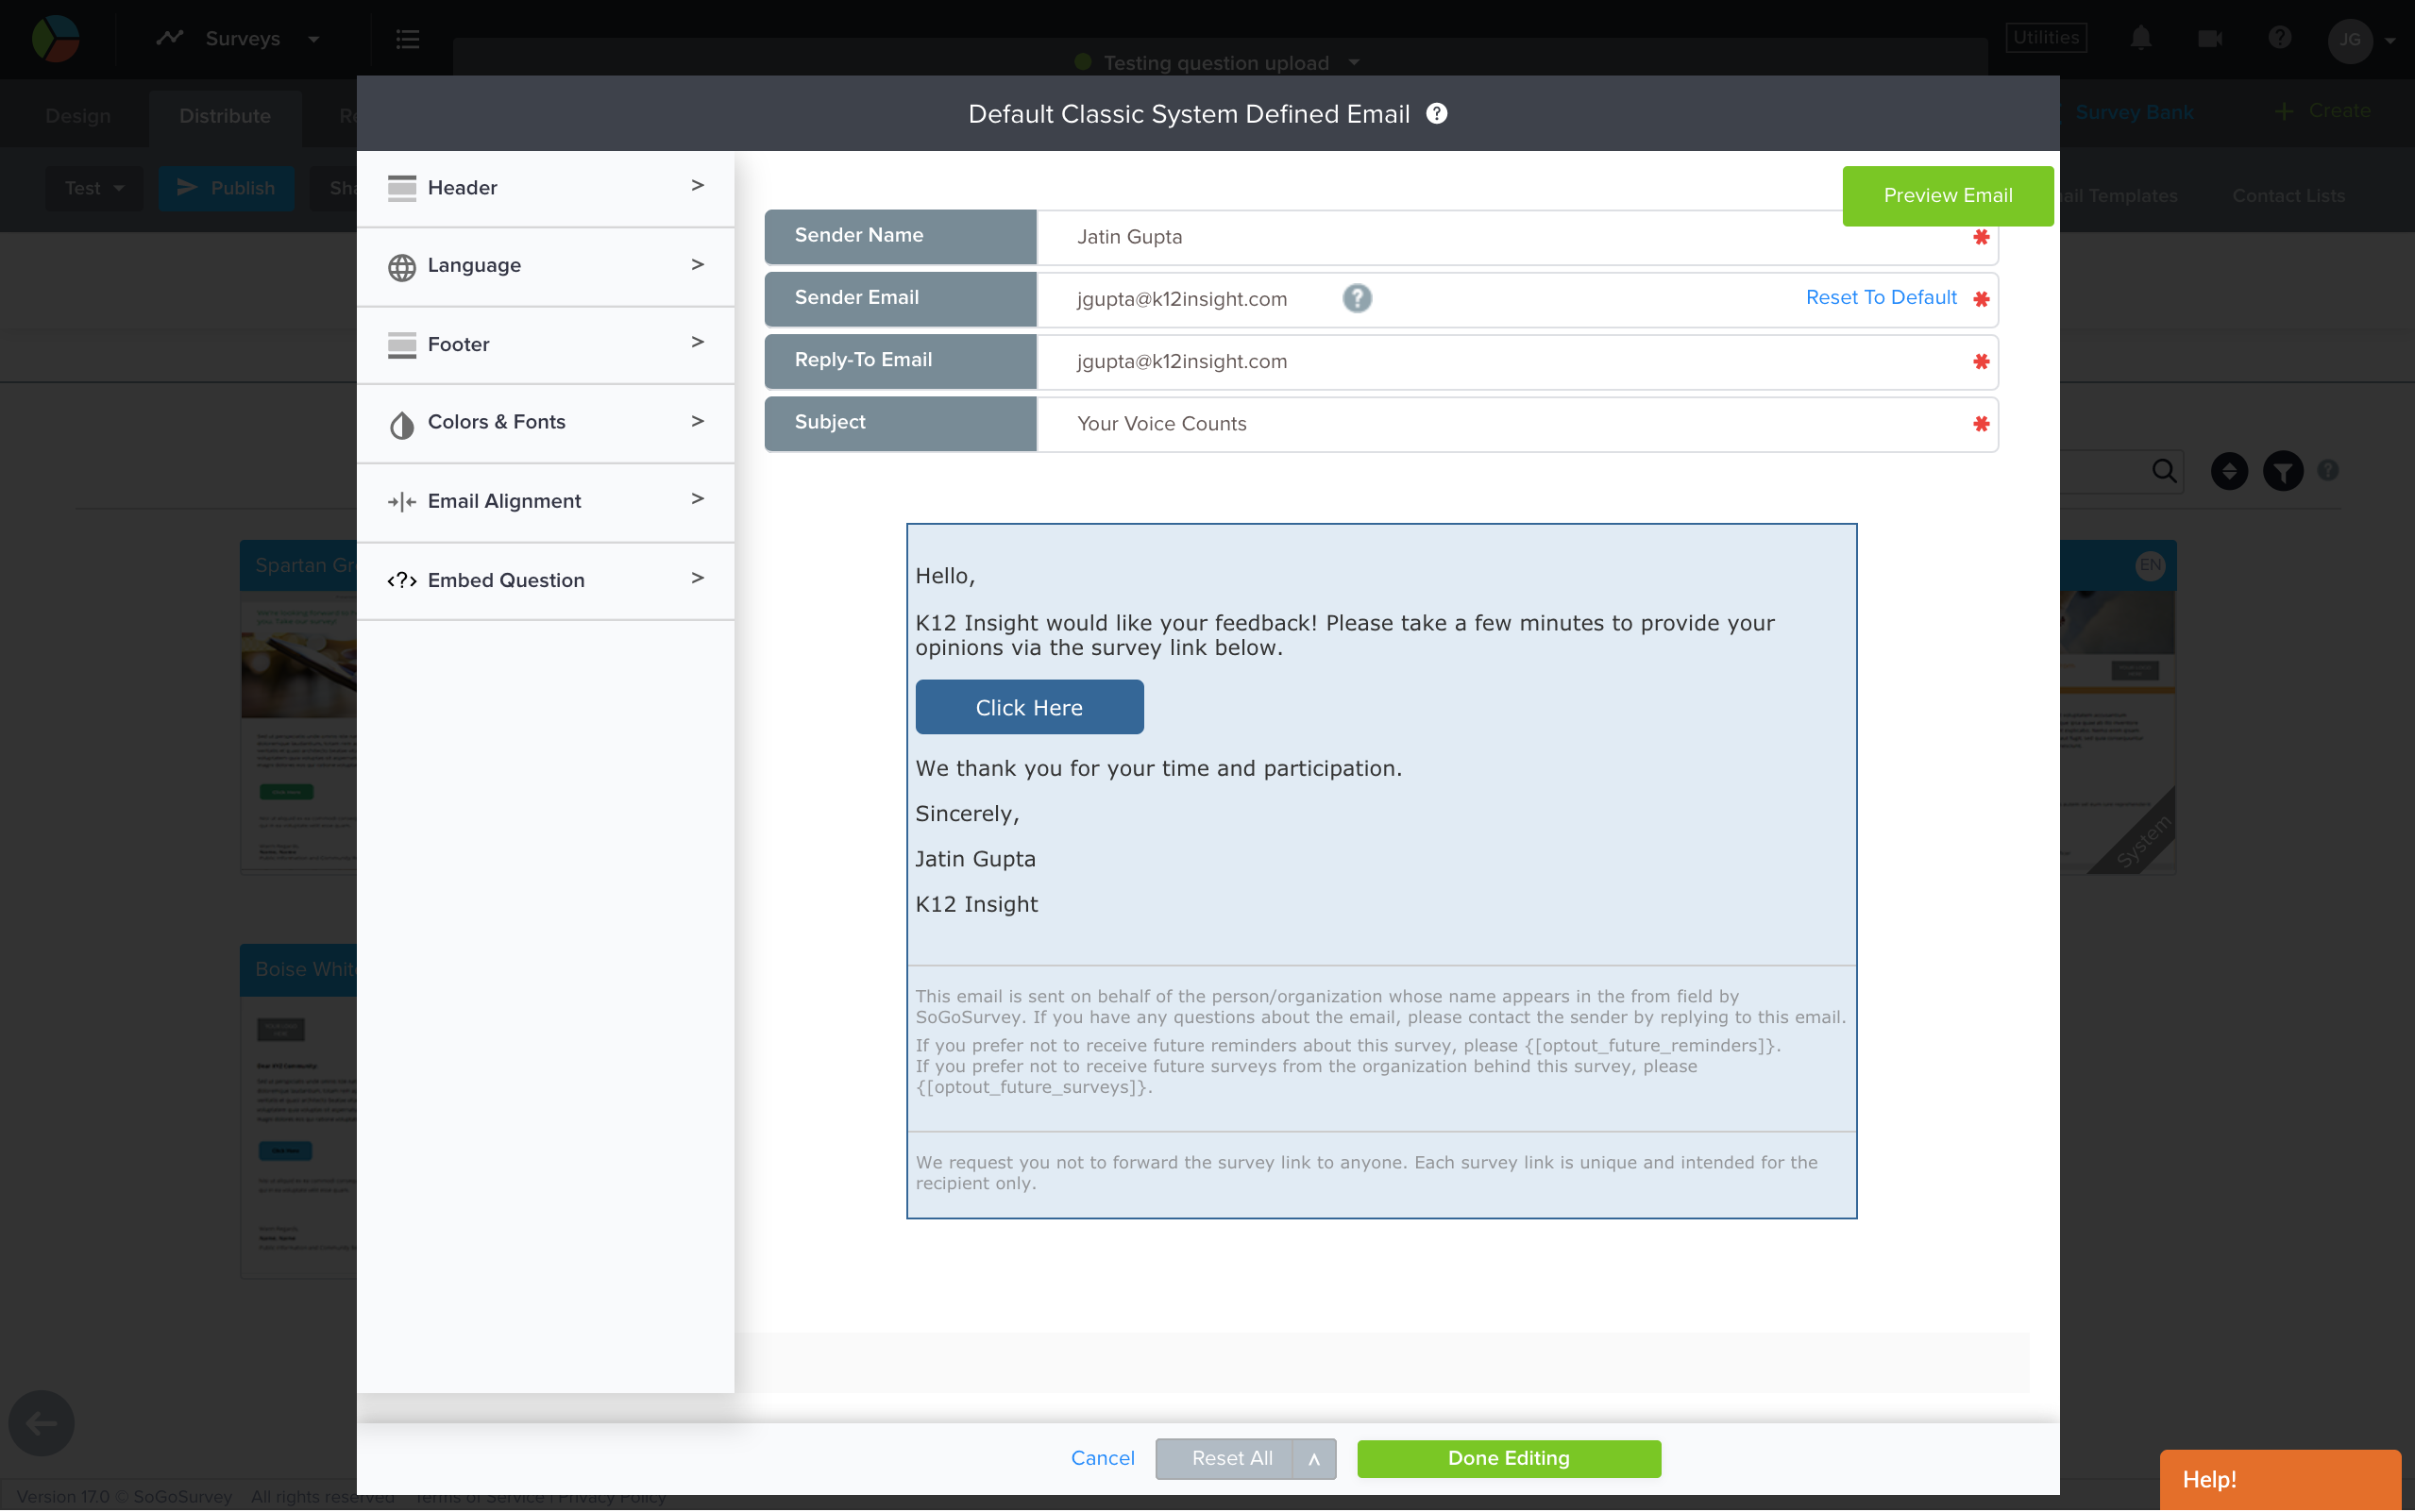 Surveys
Testing question upload
Utilities
JG
Design
Distribute
Re
Survey Bank
+ Create
Default Classic System Defined Email ?
Test
Publish
Sha
ail Templates
Contact Lists
Preview Email
Header >
Language >
Footer >
Colors & Fonts >
Email Alignment >
<?> Embed Question >
Sender Name Jatin Gupta *
Sender Email jgupta@k12insight.com ? Reset To Default *
Reply-To Email jgupta@k12insight.com *
Subject Your Voice Counts *
Spartan Gr
EN
System
Boise White
Hello,
K12 Insight would like your feedback! Please take a few minutes to provide your
opinions via the survey link below.
Click Here
We thank you for your time and participation.
Sincerely,
Jatin Gupta
K12 Insight
This email is sent on behalf of the person/organization whose name appears in the from field by
SoGoSurvey. If you have any questions about the email, please contact the sender by replying to this email.
If you prefer not to receive future reminders about this survey, please {[optout_future_reminders]}.
If you prefer not to receive future surveys from the organization behind this survey, please
{[optout_future_surveys]}.
We request you not to forward the survey link to anyone. Each survey link is unique and intended for the
recipient only.
Cancel
Reset All
Done Editing
Help!
Version 17.0 © SoGoSurvey All rights reserved Terms of Service | Privacy Policy